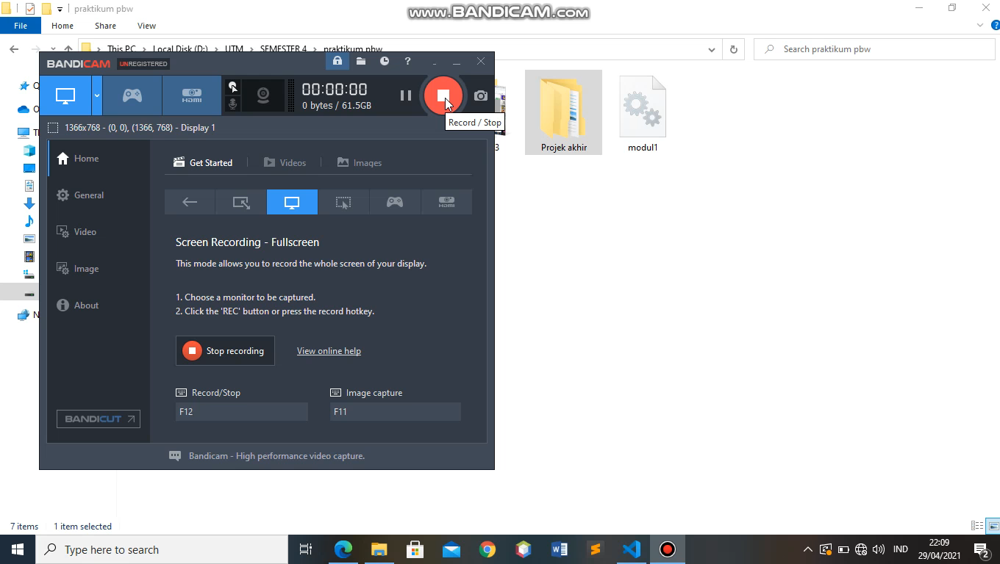 praktikum pbw
www.BANDICAM.com
File Home Share View
This PC Local Disk (D:) UTM SEMESTER 4 praktikum pbw
Search praktikum pbw
BANDICAM UNREGISTERED
?
HDMI
00:00:00
0 bytes / 61.5GB
Record / Stop
1366x768 - (0, 0), (1366, 768) - Display 1
3
Projek akhir
modul1
Home
General
Video
Image
About
BANDICUT
Get Started
Videos
Images
HDMI
Screen Recording - Fullscreen
This mode allows you to record the whole screen of your display.
1. Choose a monitor to be captured.
2. Click the 'REC' button or press the record hotkey.
Stop recording
View online help
Record/Stop
Image capture
F12
F11
Bandicam - High performance video capture.
7 items 1 item selected
Type here to search
IND
22:09
29/04/2021
2